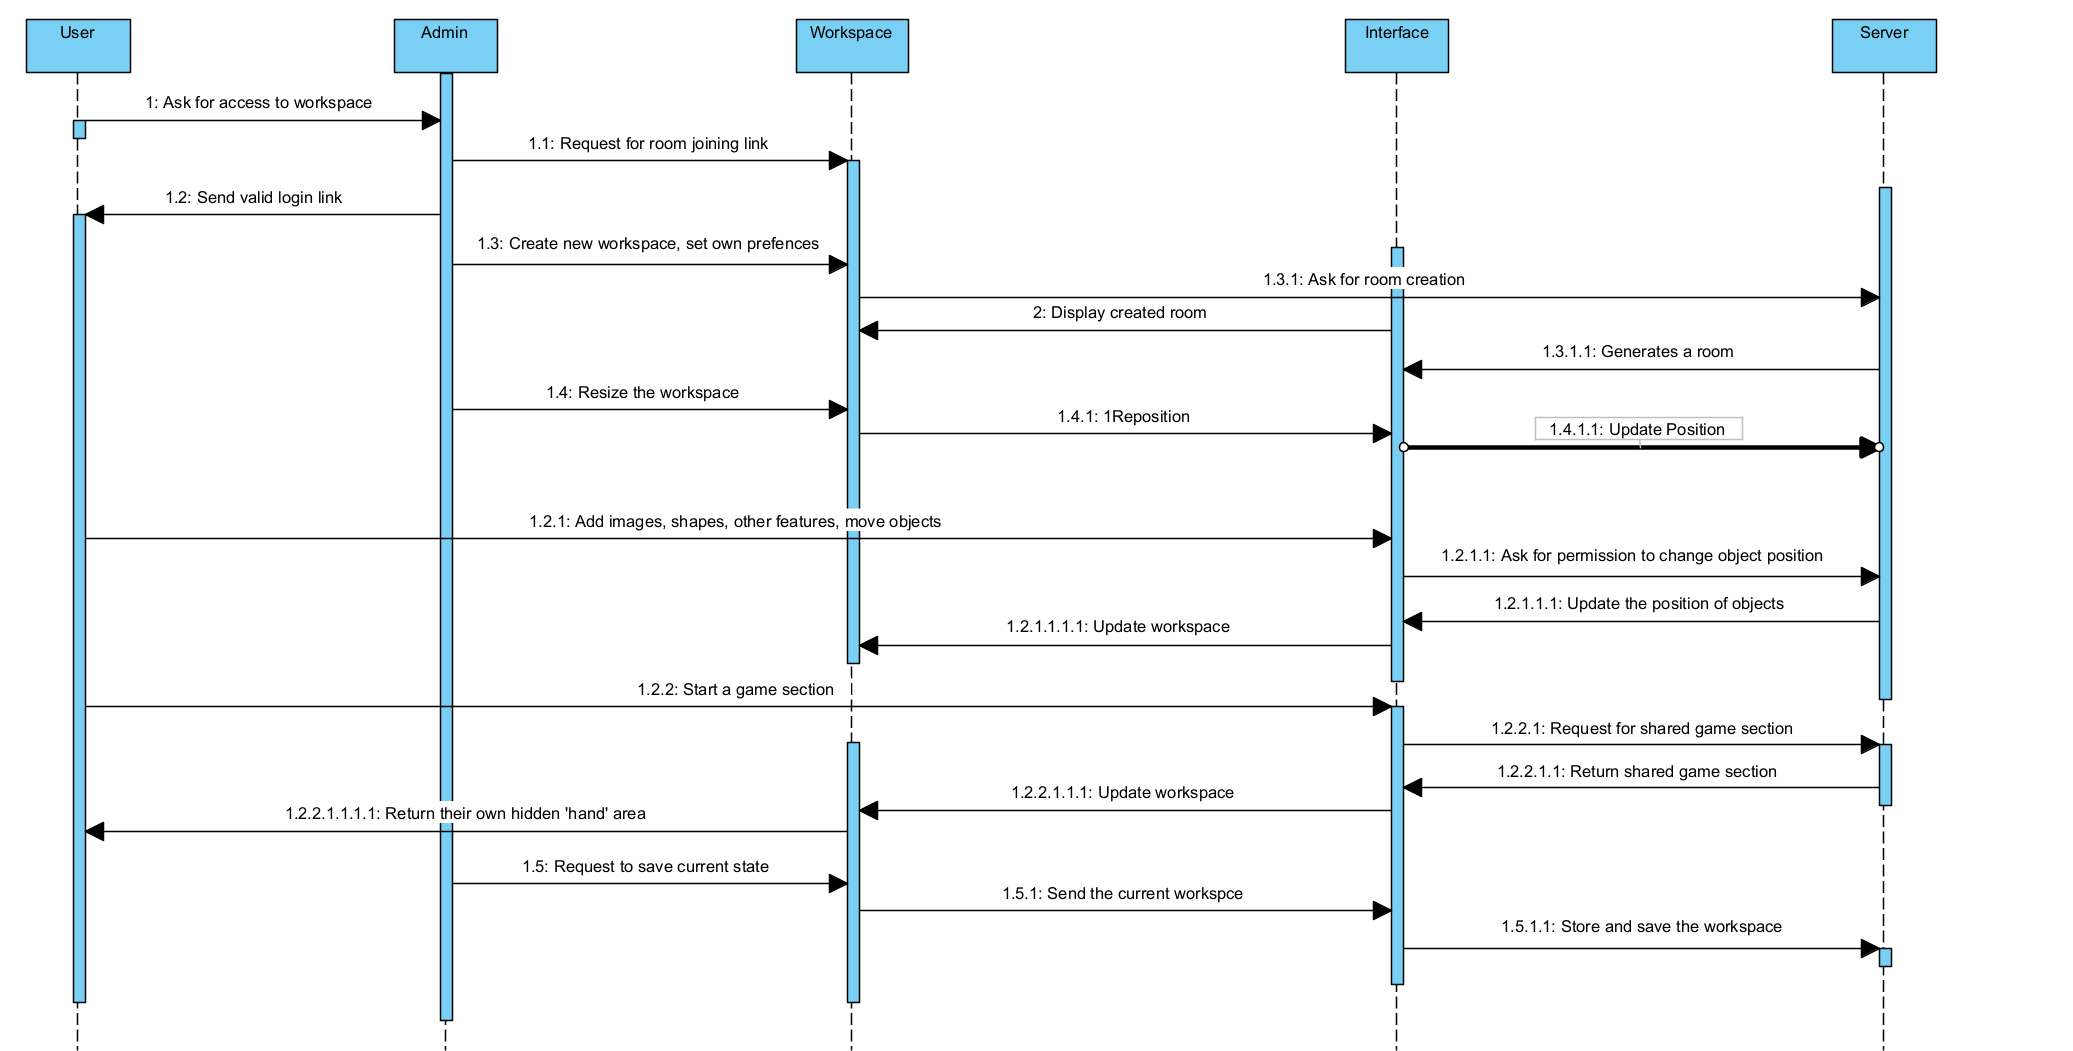 User
Admin
Workspace
Interface
Server
1: Ask for access to workspace
1.1: Request for room joining link
1.2: Send valid login link
1.3: Create new workspace, set own prefences
1.3.1: Ask for room creation
2: Display created room
1.3.1.1: Generates a room
1.4: Resize the workspace
1.4.1: 1Reposition
1.4.1.1: Update Position
1.2.1: Add images, shapes, other features, move objects
1.2.1.1: Ask for permission to change object position
1.2.1.1.1: Update the position of objects
1.2.1.1.1.1: Update workspace
1.2.2: Start a game section
1.2.2.1: Request for shared game section
1.2.2.1.1: Return shared game section
1.2.2.1.1.1: Update workspace
1.2.2.1.1.1.1: Return their own hidden 'hand' area
1.5: Request to save current state
1.5.1: Send the current workspce
1.5.1.1: Store and save the workspace